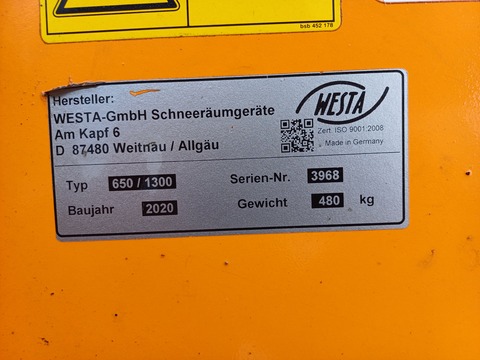 bsb 452 178
Hersteller:
WESTA-GmbH Schneeräumgeräte
Am Kapf 6
D 87480 Weitnau / Allgäu
WESTA
Zert. ISO 9001:2008
Made in Germany
Typ 650 / 1300 Serien-Nr. 3968
Baujahr 2020 Gewicht 480 kg